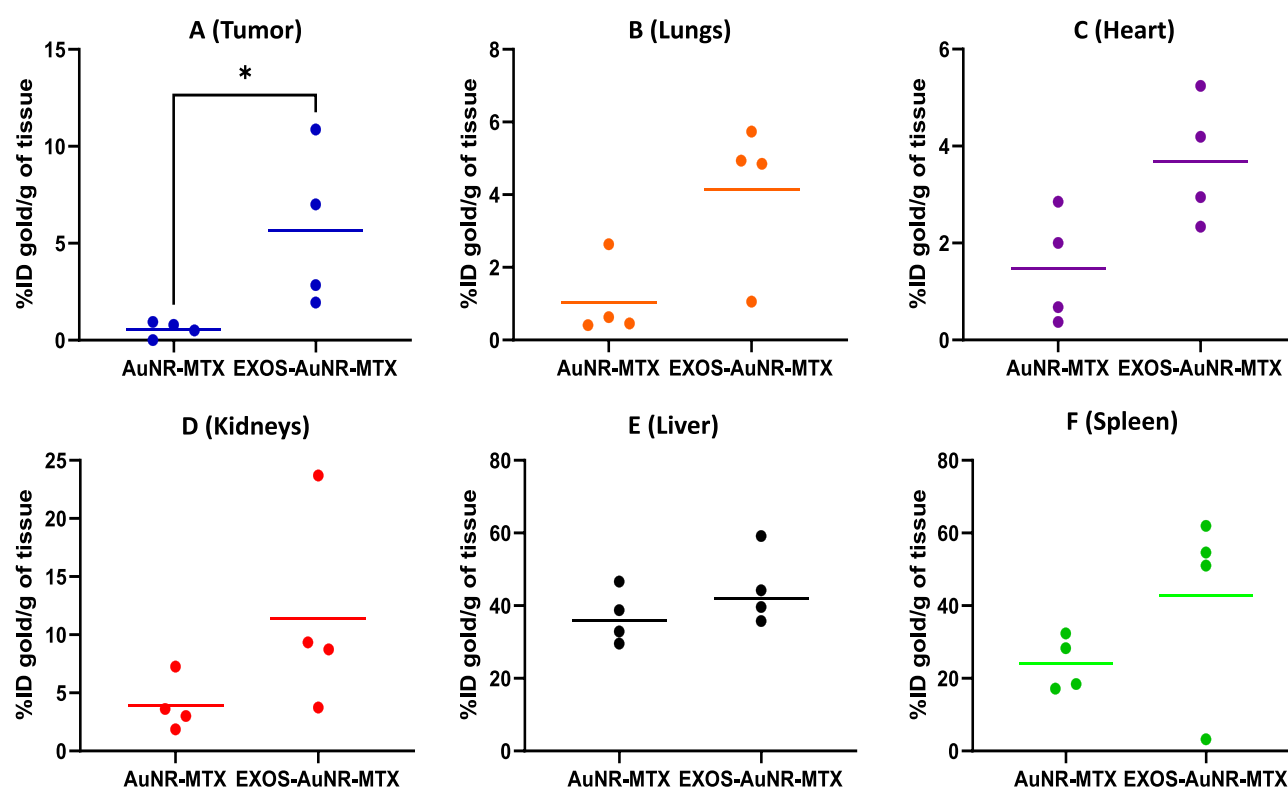 A (Tumor)
%ID gold/g of tissue
15
10
5
0
*
AuNR-MTX EXOS-AuNR-MTX
B (Lungs)
%ID gold/g of tissue
8
6
4
2
0
AuNR-MTX EXOS-AuNR-MTX
C (Heart)
%ID gold/g of tissue
6
4
2
0
AuNR-MTX EXOS-AuNR-MTX
D (Kidneys)
%ID gold/g of tissue
25
20
15
10
5
0
AuNR-MTX EXOS-AuNR-MTX
E (Liver)
%ID gold/g of tissue
80
60
40
20
0
AuNR-MTX EXOS-AuNR-MTX
F (Spleen)
%ID gold/g of tissue
80
60
40
20
0
AuNR-MTX EXOS-AuNR-MTX